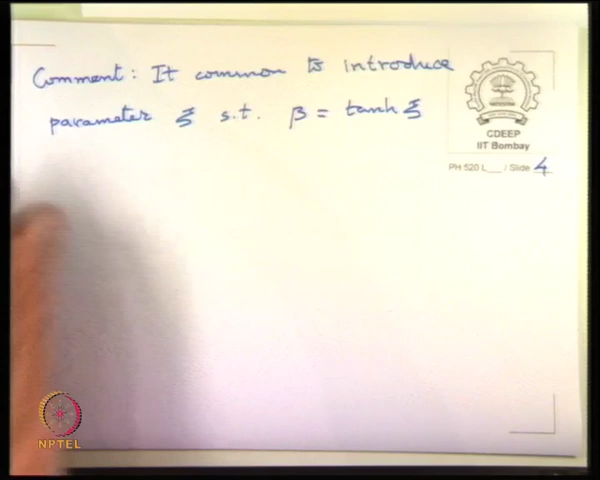 Comment: It common to introduce
parameter ξ s.t. β = tanh ξ
CDEEP
IIT Bombay
PH 520 L___ / Slide 4
NPTEL